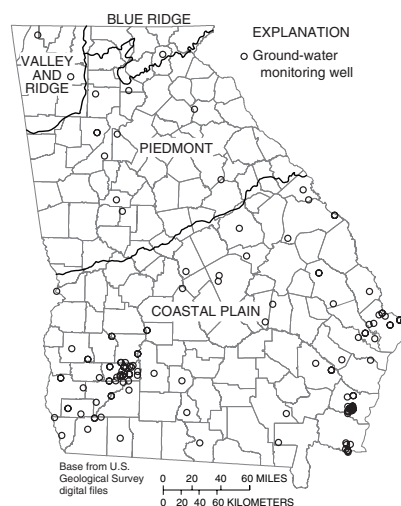 BLUE RIDGE
EXPLANATION
Ground-water
monitoring well
VALLEY
AND
RIDGE
PIEDMONT
COASTAL PLAIN
Base from U.S.
Geological Survey
digital files
0 20 40 60 MILES
0 20 40 60 KILOMETERS